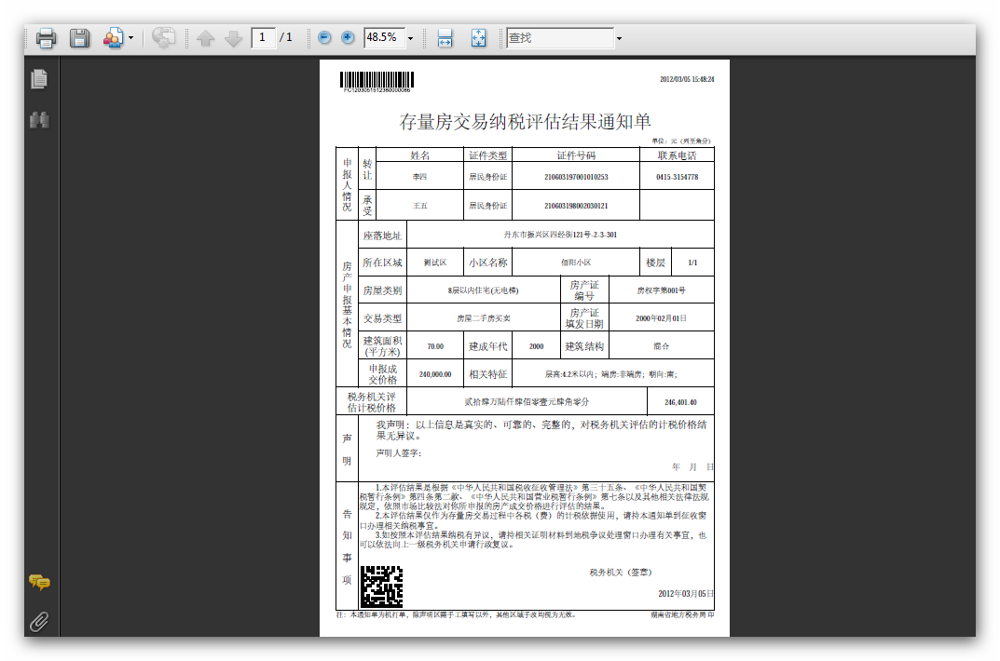 1 / 1 48.5% 查找
FC1203051512380000086
2012/03/05 15:48:24
存量房交易纳税评估结果通知单
单位：元（列至角分）
申报人情况 转让 姓名 证件类型 证件号码 联系电话
李四 居民身份证 210603197001010253 0415-3154778
承受 王五 居民身份证 210603198002030121
房产申报基本情况
座落地址 丹东市振兴区四经街121号-2-3-301
所在区域 测试区 小区名称 佰阳小区 楼层 1/1
房屋类别 8层以内住宅(无电梯) 房产证编号 房权字第001号
交易类型 房屋二手房买卖 房产证填发日期 2000年02月01日
建筑面积(平方米) 70.00 建成年代 2000 建筑结构 混合
申报成交价格 240,000.00 相关特征 层高:4.2米以内；端房:非端房；朝向:南；
税务机关评估计税价格 贰拾肆万陆仟肆佰零壹元肆角零分 246,401.40
声明
我声明：以上信息是真实的、可靠的、完整的，对税务机关评估的计税价格结
果无异议。
声明人签字：
年 月 日
告知事项
1.本评估结果是根据《中华人民共和国税收征收管理法》第三十五条、《中华人民共和国契
税暂行条例》第四条第二款、《中华人民共和国营业税暂行条例》第七条以及其他相关法律法规
规定，依照市场比较法对你所申报的房产成交价格进行评估的结果。
2.本评估结果仅作为存量房交易过程中各税（费）的计税依据使用，请持本通知单到征收窗
口办理相关纳税事宜。
3.如按照本评估结果纳税有异议，请持相关证明材料到地税争议处理窗口办理有关事宜，也
可以依法向上一级税务机关申请行政复议。
税务机关（签章）
2012年03月05日
注：本通知单为机打单，除声明区需手工填写以外，其他区域手改均视为无效。 湖南省地方税务局 印